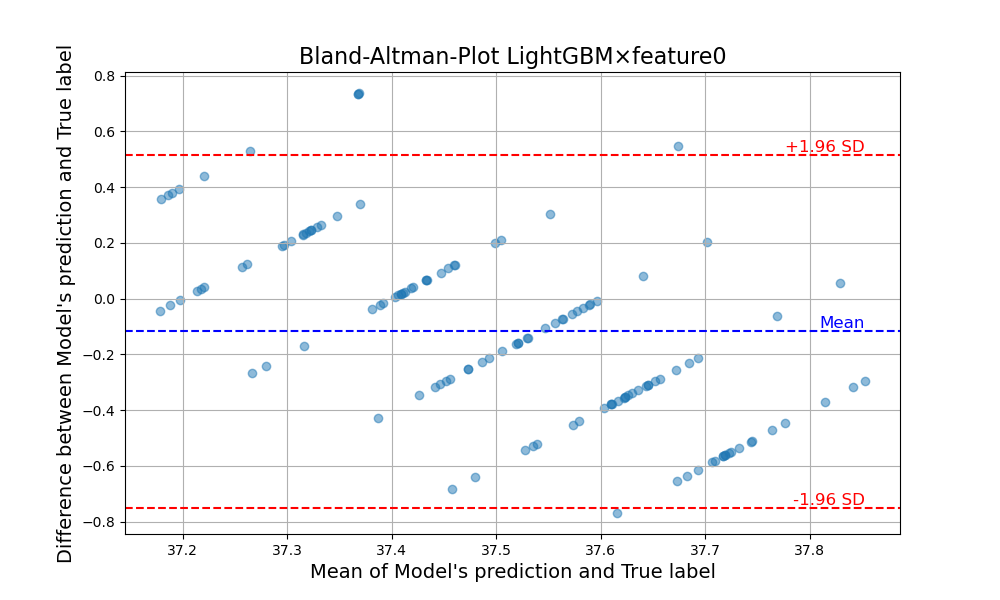 Bland-Altman-Plot LightGBM×feature0
Difference between Model's prediction and True label
0.8
0.6
0.4
0.2
0.0
−0.2
−0.4
−0.6
−0.8
+1.96 SD
Mean
-1.96 SD
37.2 37.3 37.4 37.5 37.6 37.7 37.8
Mean of Model's prediction and True label